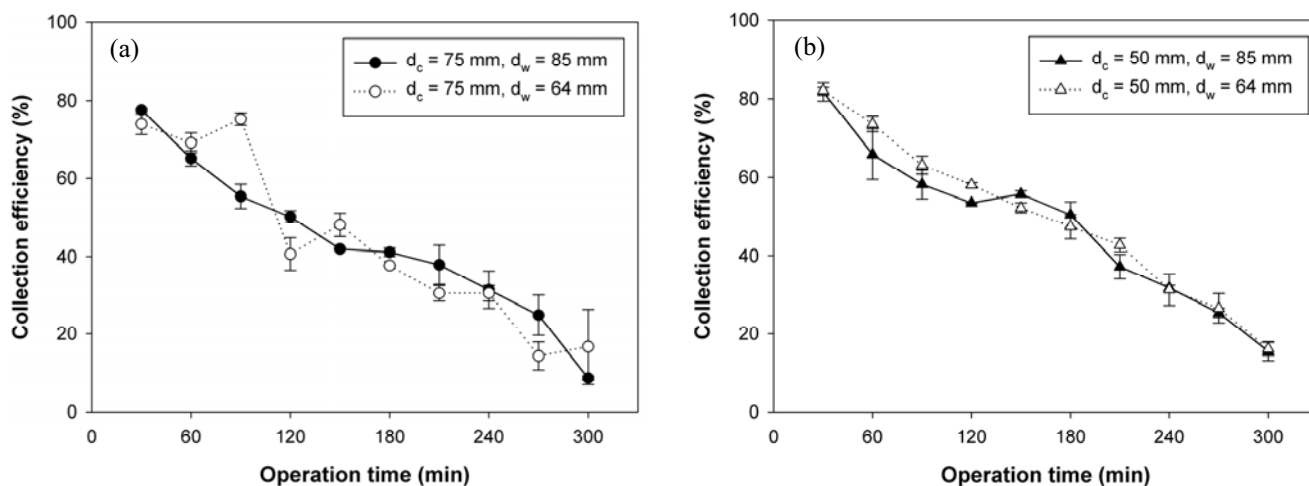 (a)
d_c = 75 mm, d_w = 85 mm
d_c = 75 mm, d_w = 64 mm
100
80
60
40
20
0
Collection efficiency (%)
0 60 120 180 240 300
Operation time (min)
(b)
d_c = 50 mm, d_w = 85 mm
d_c = 50 mm, d_w = 64 mm
100
80
60
40
20
0
Collection efficiency (%)
0 60 120 180 240 300
Operation time (min)